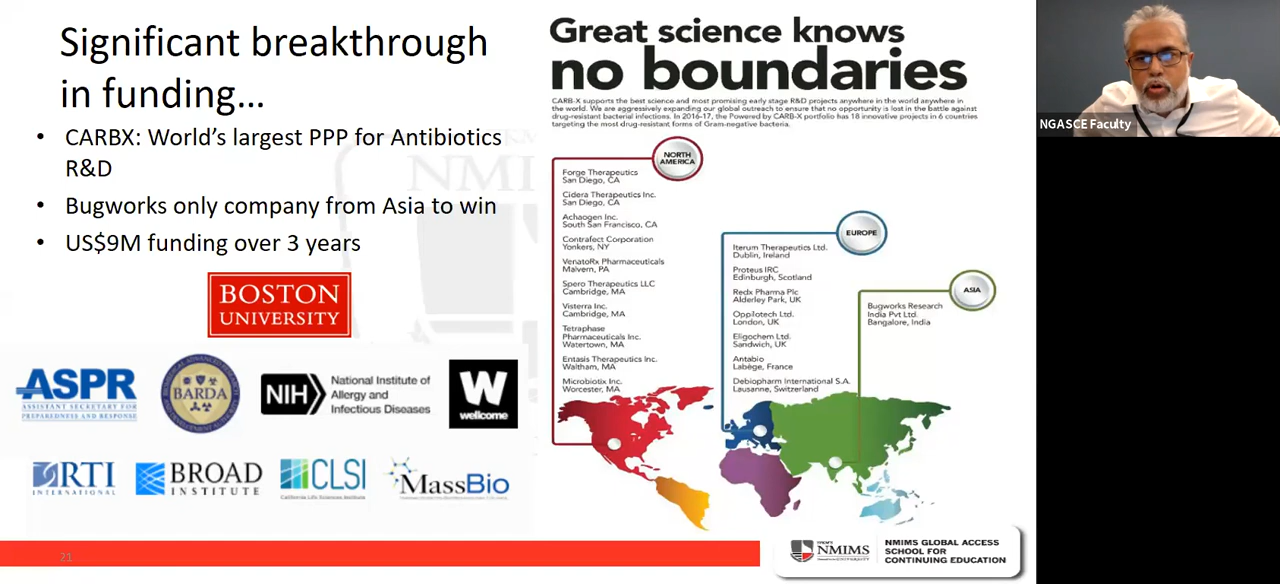 Significant breakthrough
in funding...
• CARBX: World's largest PPP for Antibiotics
R&D
• Bugworks only company from Asia to win
• US$9M funding over 3 years
BOSTON
UNIVERSITY
ASPR
ASSISTANT SECRETARY FOR
PREPAREDNESS AND RESPONSE
BARDA
NIH
National Institute of
Allergy and
Infectious Diseases
W
wellcome
RTI
INTERNATIONAL
BROAD
INSTITUTE
CLSI
California Life Sciences Institute
MassBio
21
Great science knows
no boundaries
CARB-X supports the best science and most promising early stage R&D projects anywhere in the world anywhere in
the world. We are aggressively expanding our global outreach to ensure that no opportunity is lost in the battle against
drug-resistant bacterial infections. In 2016-17, the Powered by CARB-X portfolio has 18 innovative projects in 6 countries
targeting the most drug-resistant forms of Gram-negative bacteria.
NORTH
AMERICA
Forge Therapeutics
San Diego, CA
Cidera Therapeutics Inc.
San Diego, CA
Achaogen Inc.
South San Francisco, CA
Contrafect Corporation
Yonkers, NY
VenatoRx Pharmaceuticals
Malvern, PA
Spero Therapeutics LLC
Cambridge, MA
Visterra Inc.
Cambridge, MA
Tetraphase
Pharmaceuticals Inc.
Watertown, MA
Entasis Therapeutics Inc.
Waltham, MA
Microbiotix Inc.
Worcester, MA
EUROPE
Iterum Therapeutics Ltd.
Dublin, Ireland
Proteus IRC
Edinburgh, Scotland
Redx Pharma Plc
Alderley Park, UK
Oppilotech Ltd.
London, UK
Eligochem Ltd.
Sandwich, UK
Antabio
Labège, France
Debiopharm International S.A.
Lausanne, Switzerland
ASIA
Bugworks Research
India Pvt Ltd.
Bangalore, India
NMIMS
NMIMS GLOBAL ACCESS
SCHOOL FOR
CONTINUING EDUCATION
NGASCE Faculty